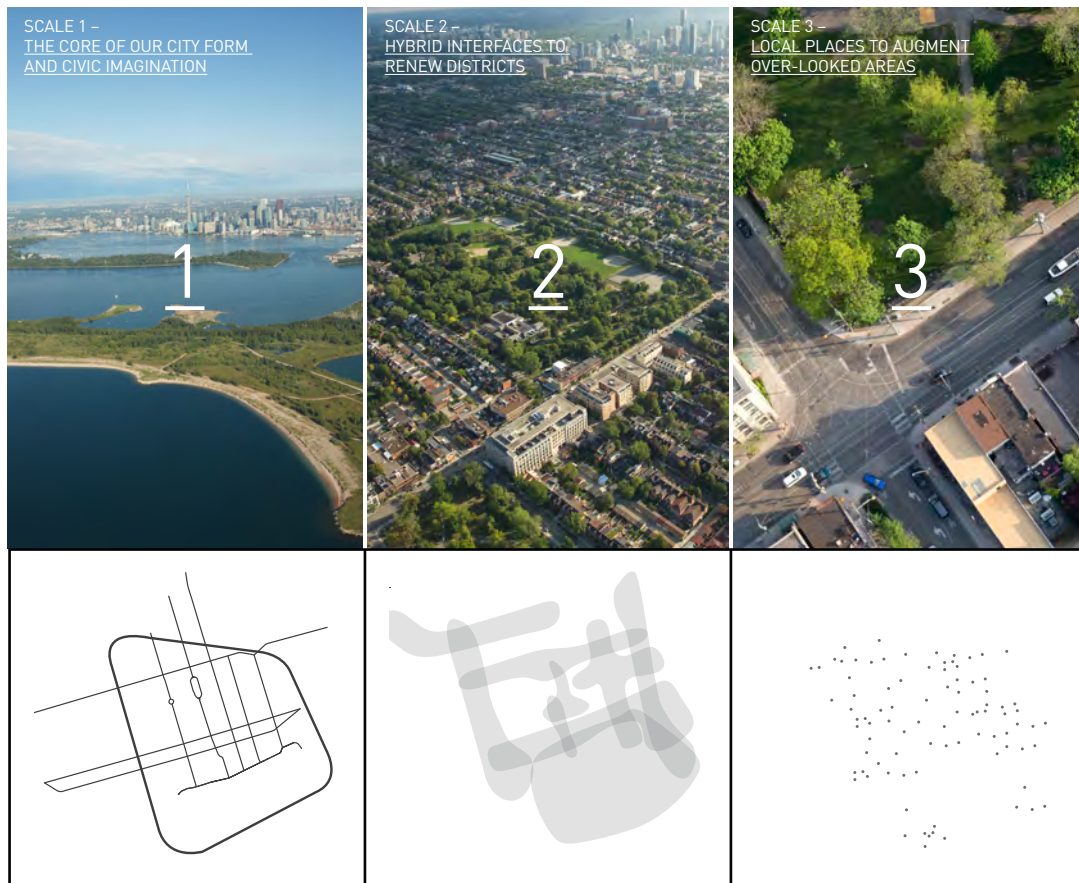 SCALE 1 –
THE CORE OF OUR CITY FORM
AND CIVIC IMAGINATION
1
SCALE 2 –
HYBRID INTERFACES TO
RENEW DISTRICTS
2
SCALE 3 –
LOCAL PLACES TO AUGMENT
OVER-LOOKED AREAS
3